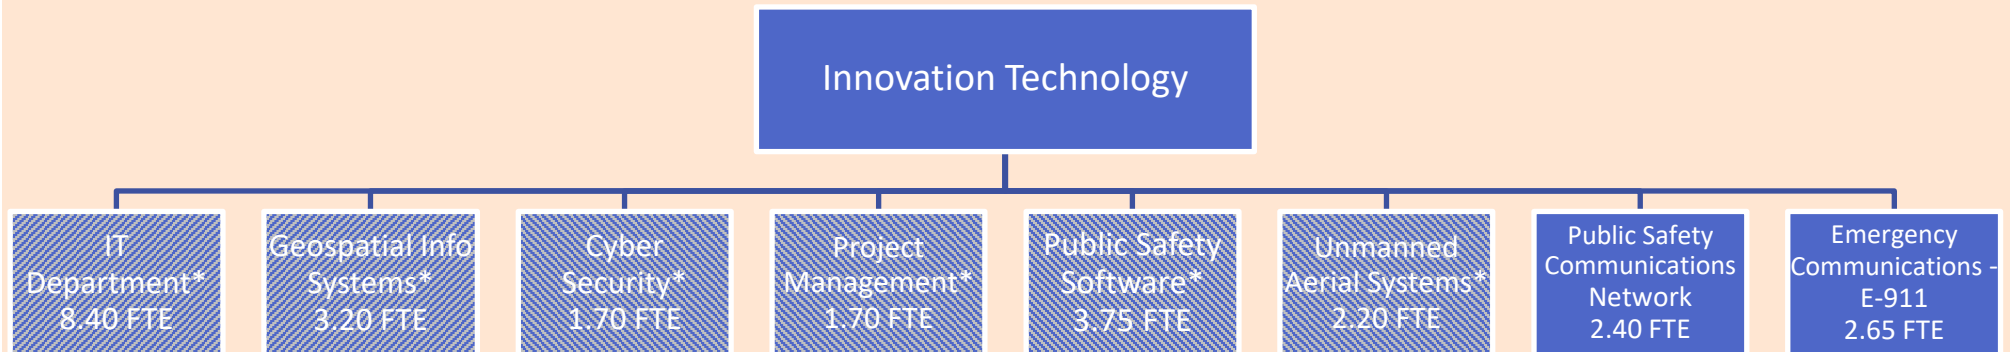 Innovation Technology
IT
Department*
8.40 FTE
Geospatial Info
Systems*
3.20 FTE
Cyber
Security*
1.70 FTE
Project
Management*
1.70 FTE
Public Safety
Software*
3.75 FTE
Unmanned
Aerial Systems*
2.20 FTE
Public Safety
Communications
Network
2.40 FTE
Emergency
Communications -
E-911
2.65 FTE